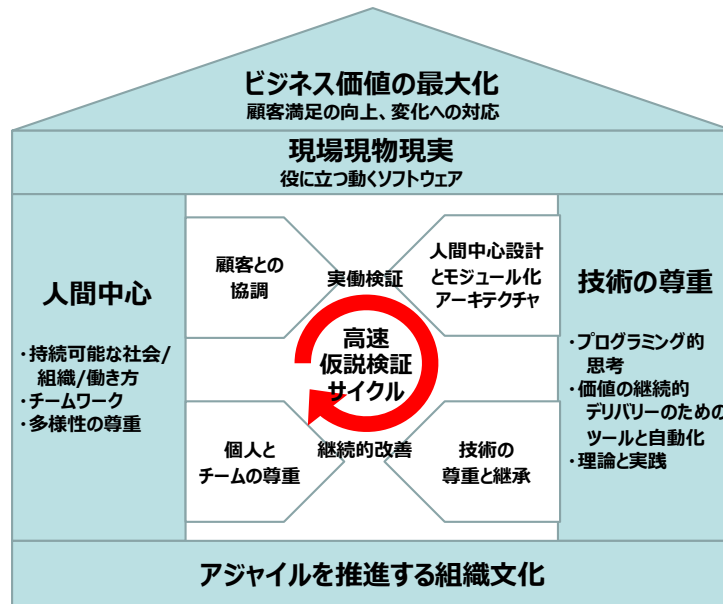 ビジネス価値の最大化
顧客満足の向上、変化への対応
現場現物現実
役に立つ動くソフトウェア
人間中心
・持続可能な社会/
組織/働き方
・チームワーク
・多様性の尊重
顧客との
協調
実働検証
人間中心設計
とモジュール化
アーキテクチャ
高速
仮説検証
サイクル
個人と
チームの尊重
継続的改善
技術の
尊重と継承
技術の尊重
・プログラミング的
思考
・価値の継続的
デリバリーのための
ツールと自動化
・理論と実践
アジャイルを推進する組織文化